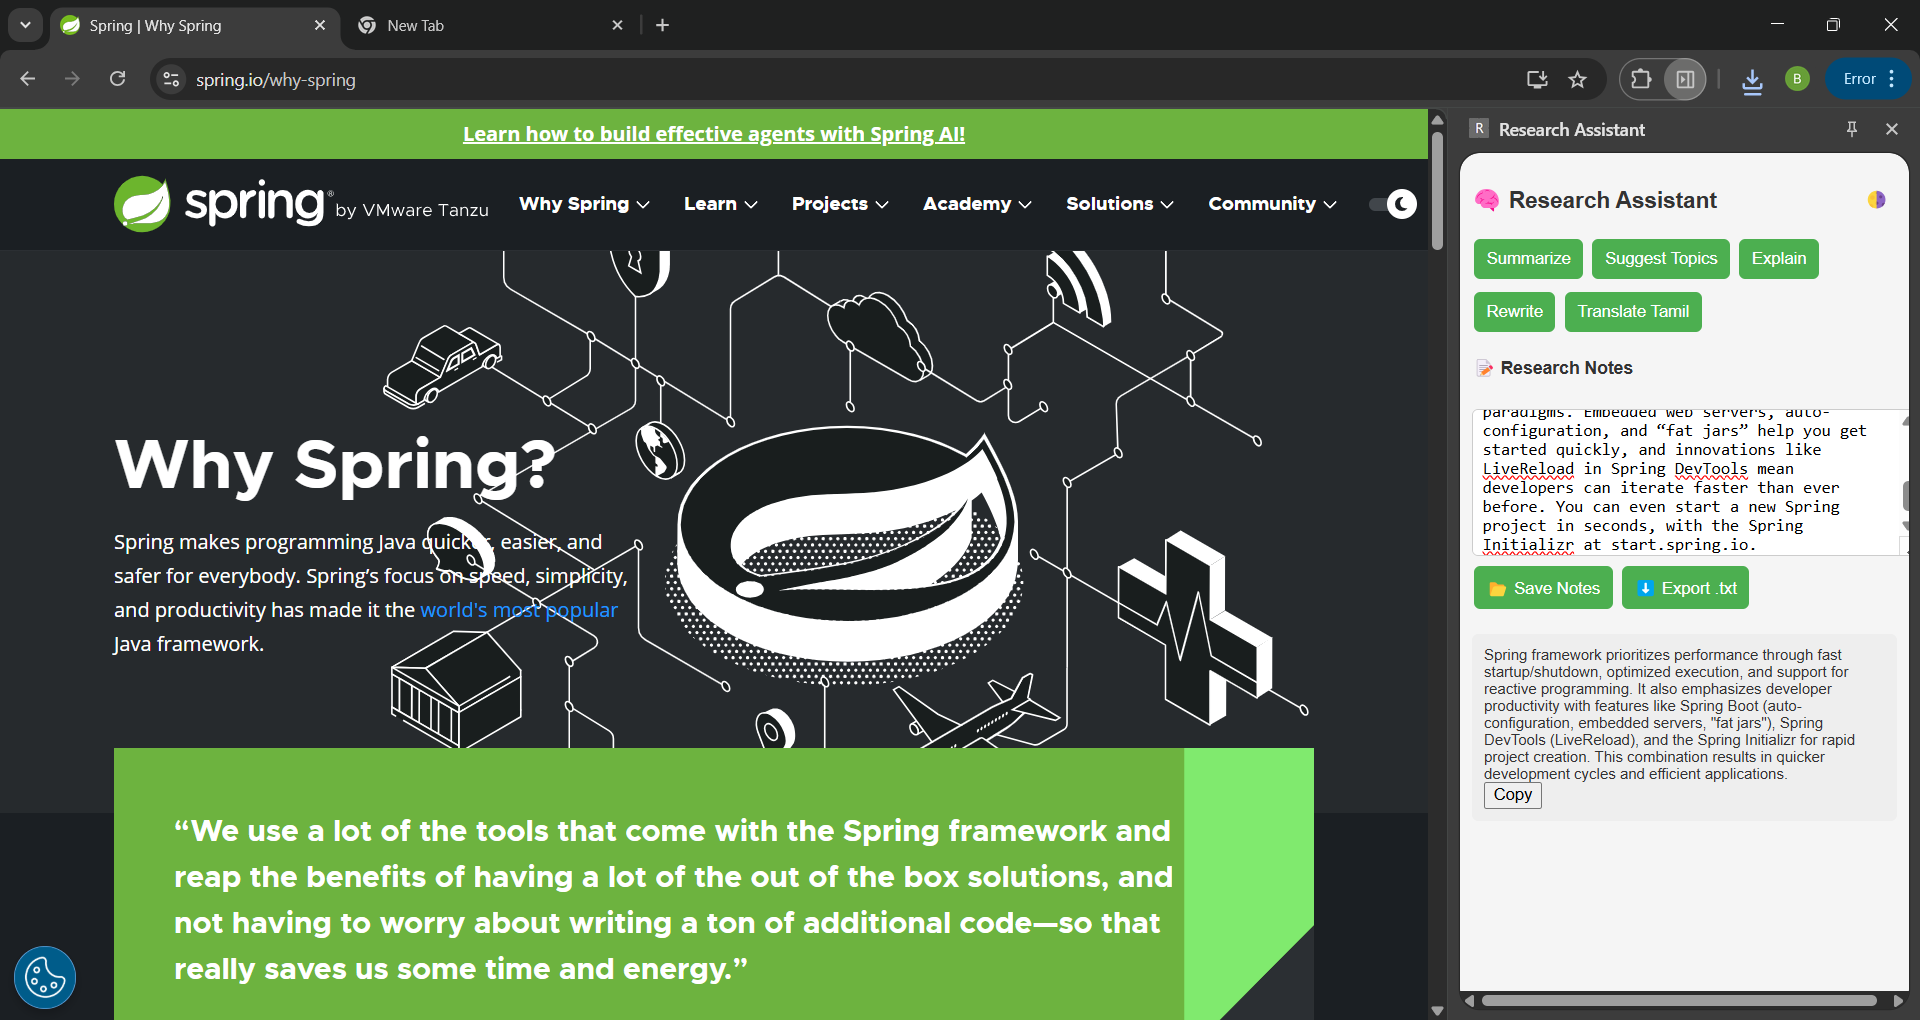 Spring | Why Spring
New Tab
spring.io/why-spring
B
Error
Learn how to build effective agents with Spring AI!
spring® by VMware Tanzu
Why Spring
Learn
Projects
Academy
Solutions
Community
Why Spring?
Spring makes programming Java quicker, easier, and
safer for everybody. Spring’s focus on speed, simplicity,
and productivity has made it the world's most popular
Java framework.
“We use a lot of the tools that come with the Spring framework and
reap the benefits of having a lot of the out of the box solutions, and
not having to worry about writing a ton of additional code—so that
really saves us some time and energy.”
R Research Assistant
Research Assistant
Summarize
Suggest Topics
Explain
Rewrite
Translate Tamil
Research Notes
paradigms. Embedded web servers, auto-
configuration, and “fat jars” help you get
started quickly, and innovations like
LiveReload in Spring DevTools mean
developers can iterate faster than ever
before. You can even start a new Spring
project in seconds, with the Spring
Initializr at start.spring.io.
Save Notes
Export .txt
Spring framework prioritizes performance through fast
startup/shutdown, optimized execution, and support for
reactive programming. It also emphasizes developer
productivity with features like Spring Boot (auto-
configuration, embedded servers, "fat jars"), Spring
DevTools (LiveReload), and the Spring Initializr for rapid
project creation. This combination results in quicker
development cycles and efficient applications.
Copy